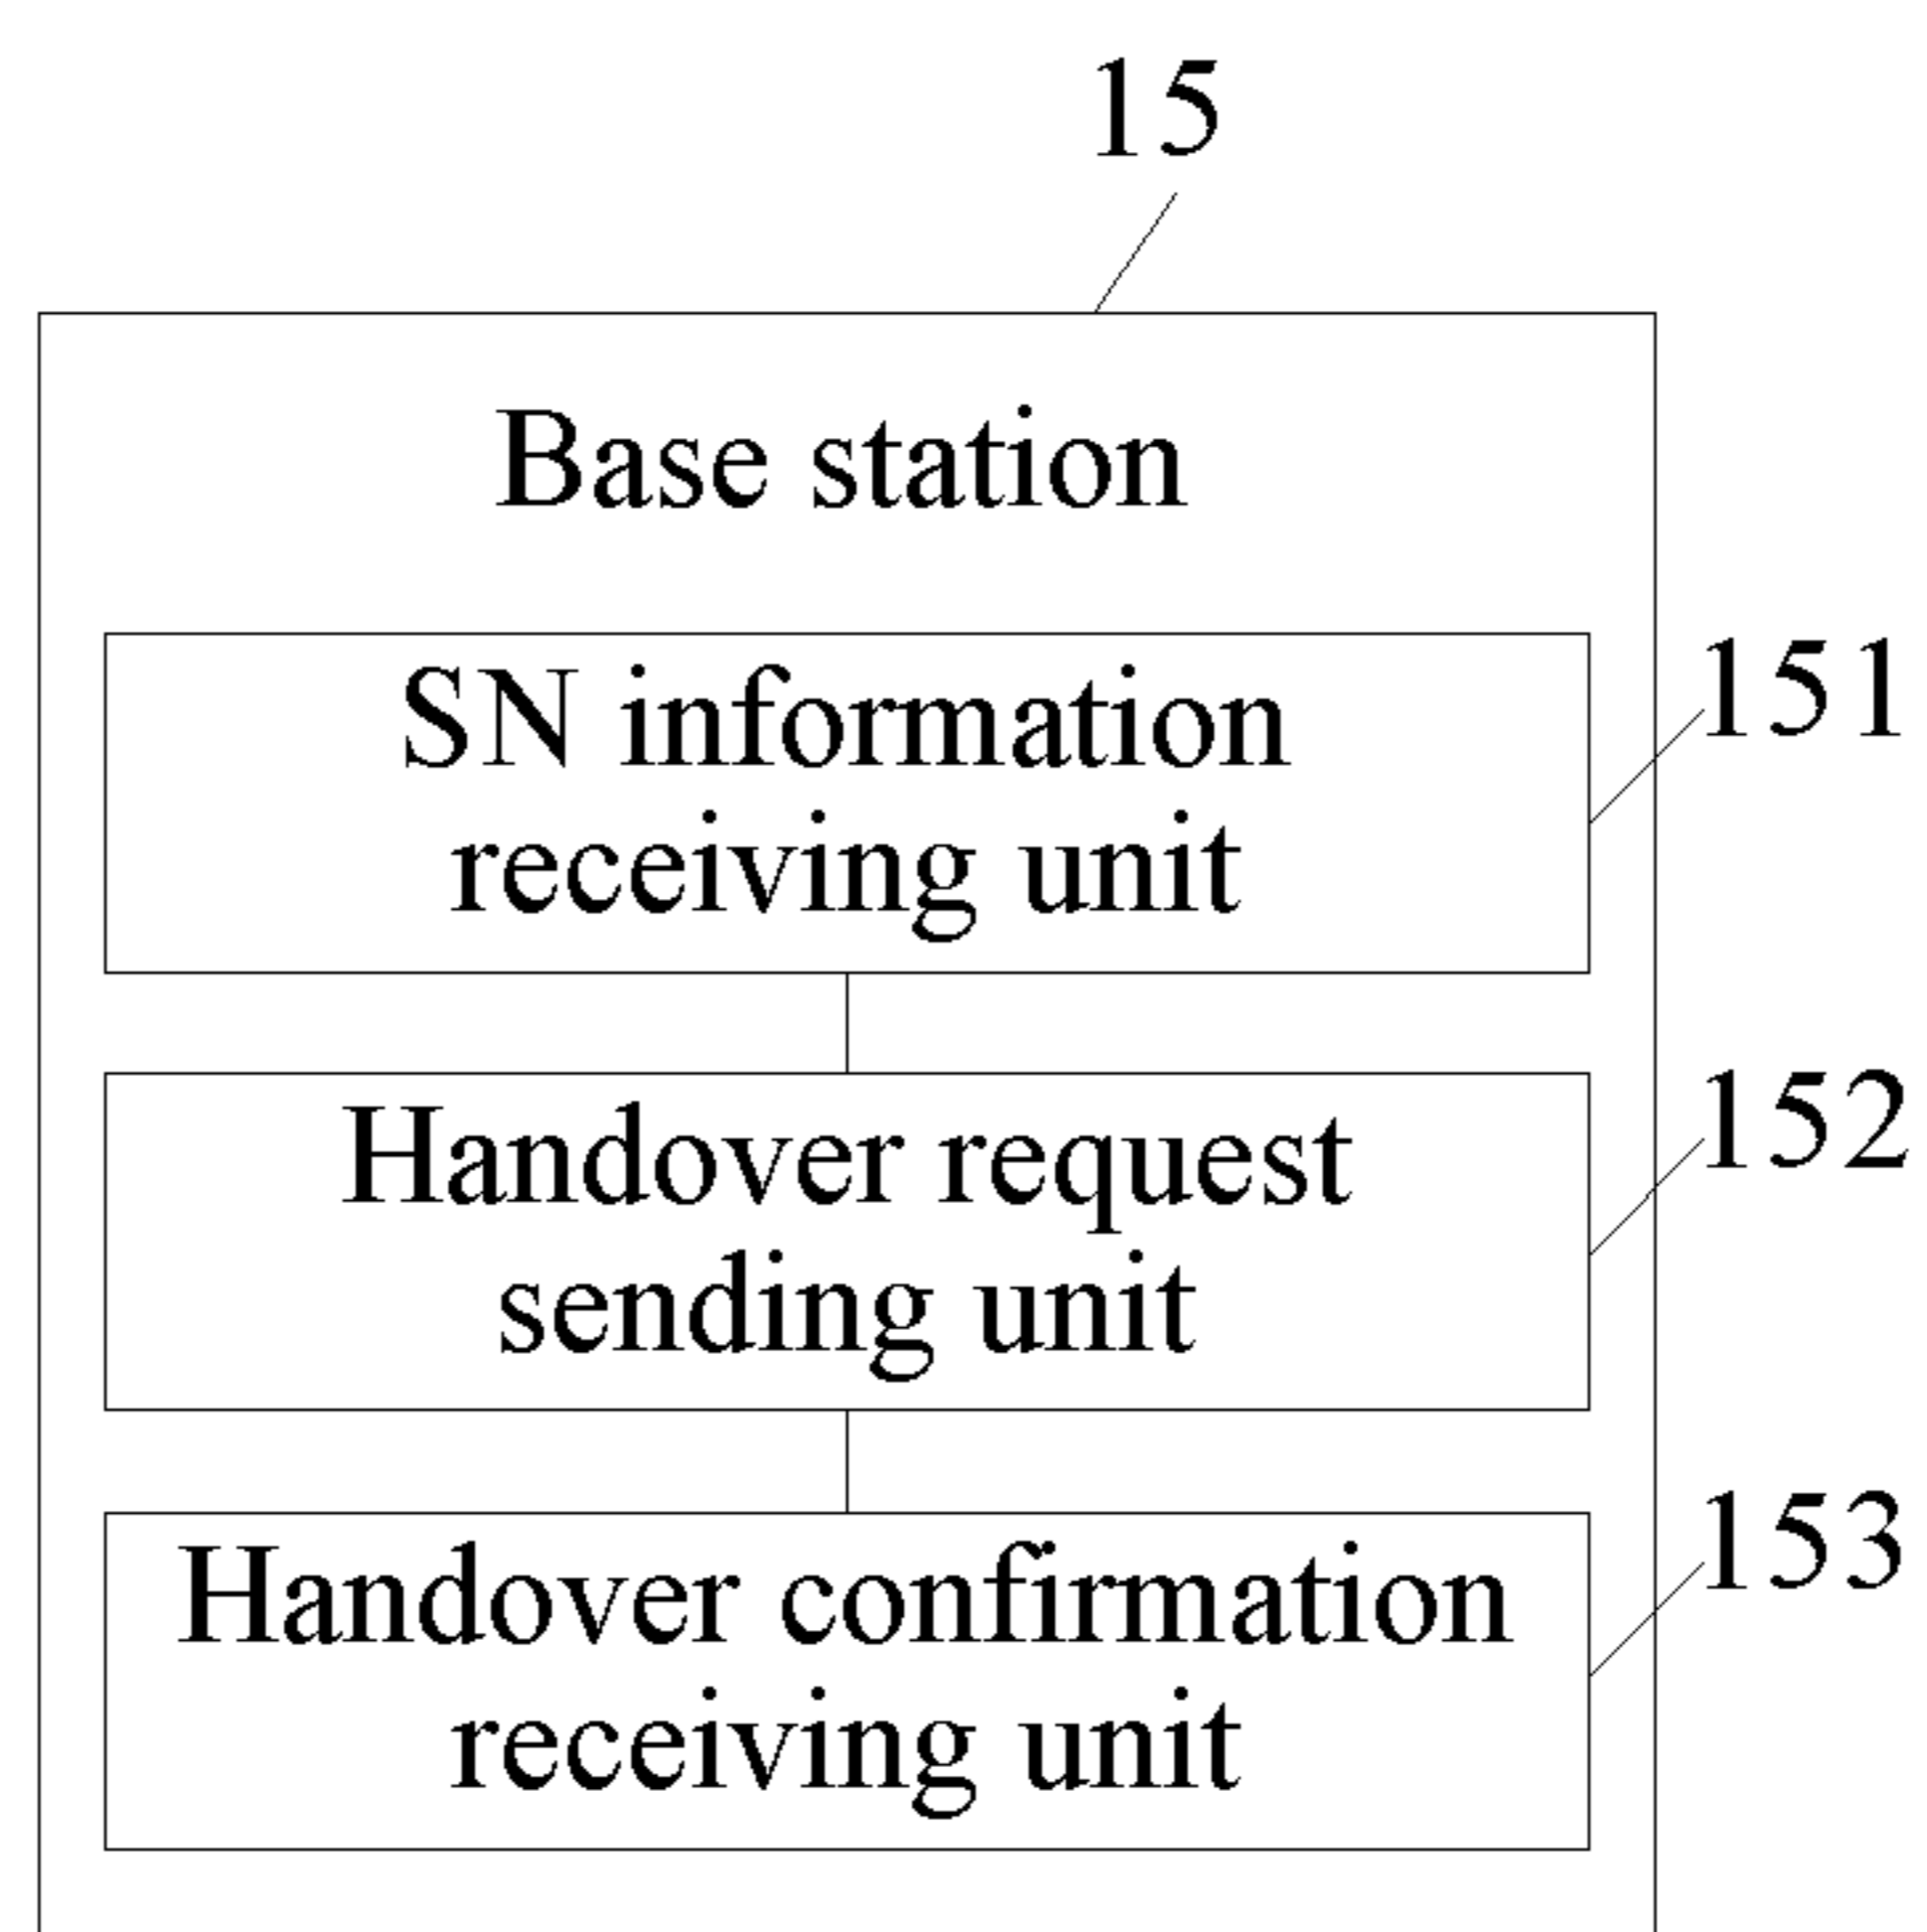 15
Base station
SN information
receiving unit
151
Handover request
sending unit
152
Handover confirmation
receiving unit
153